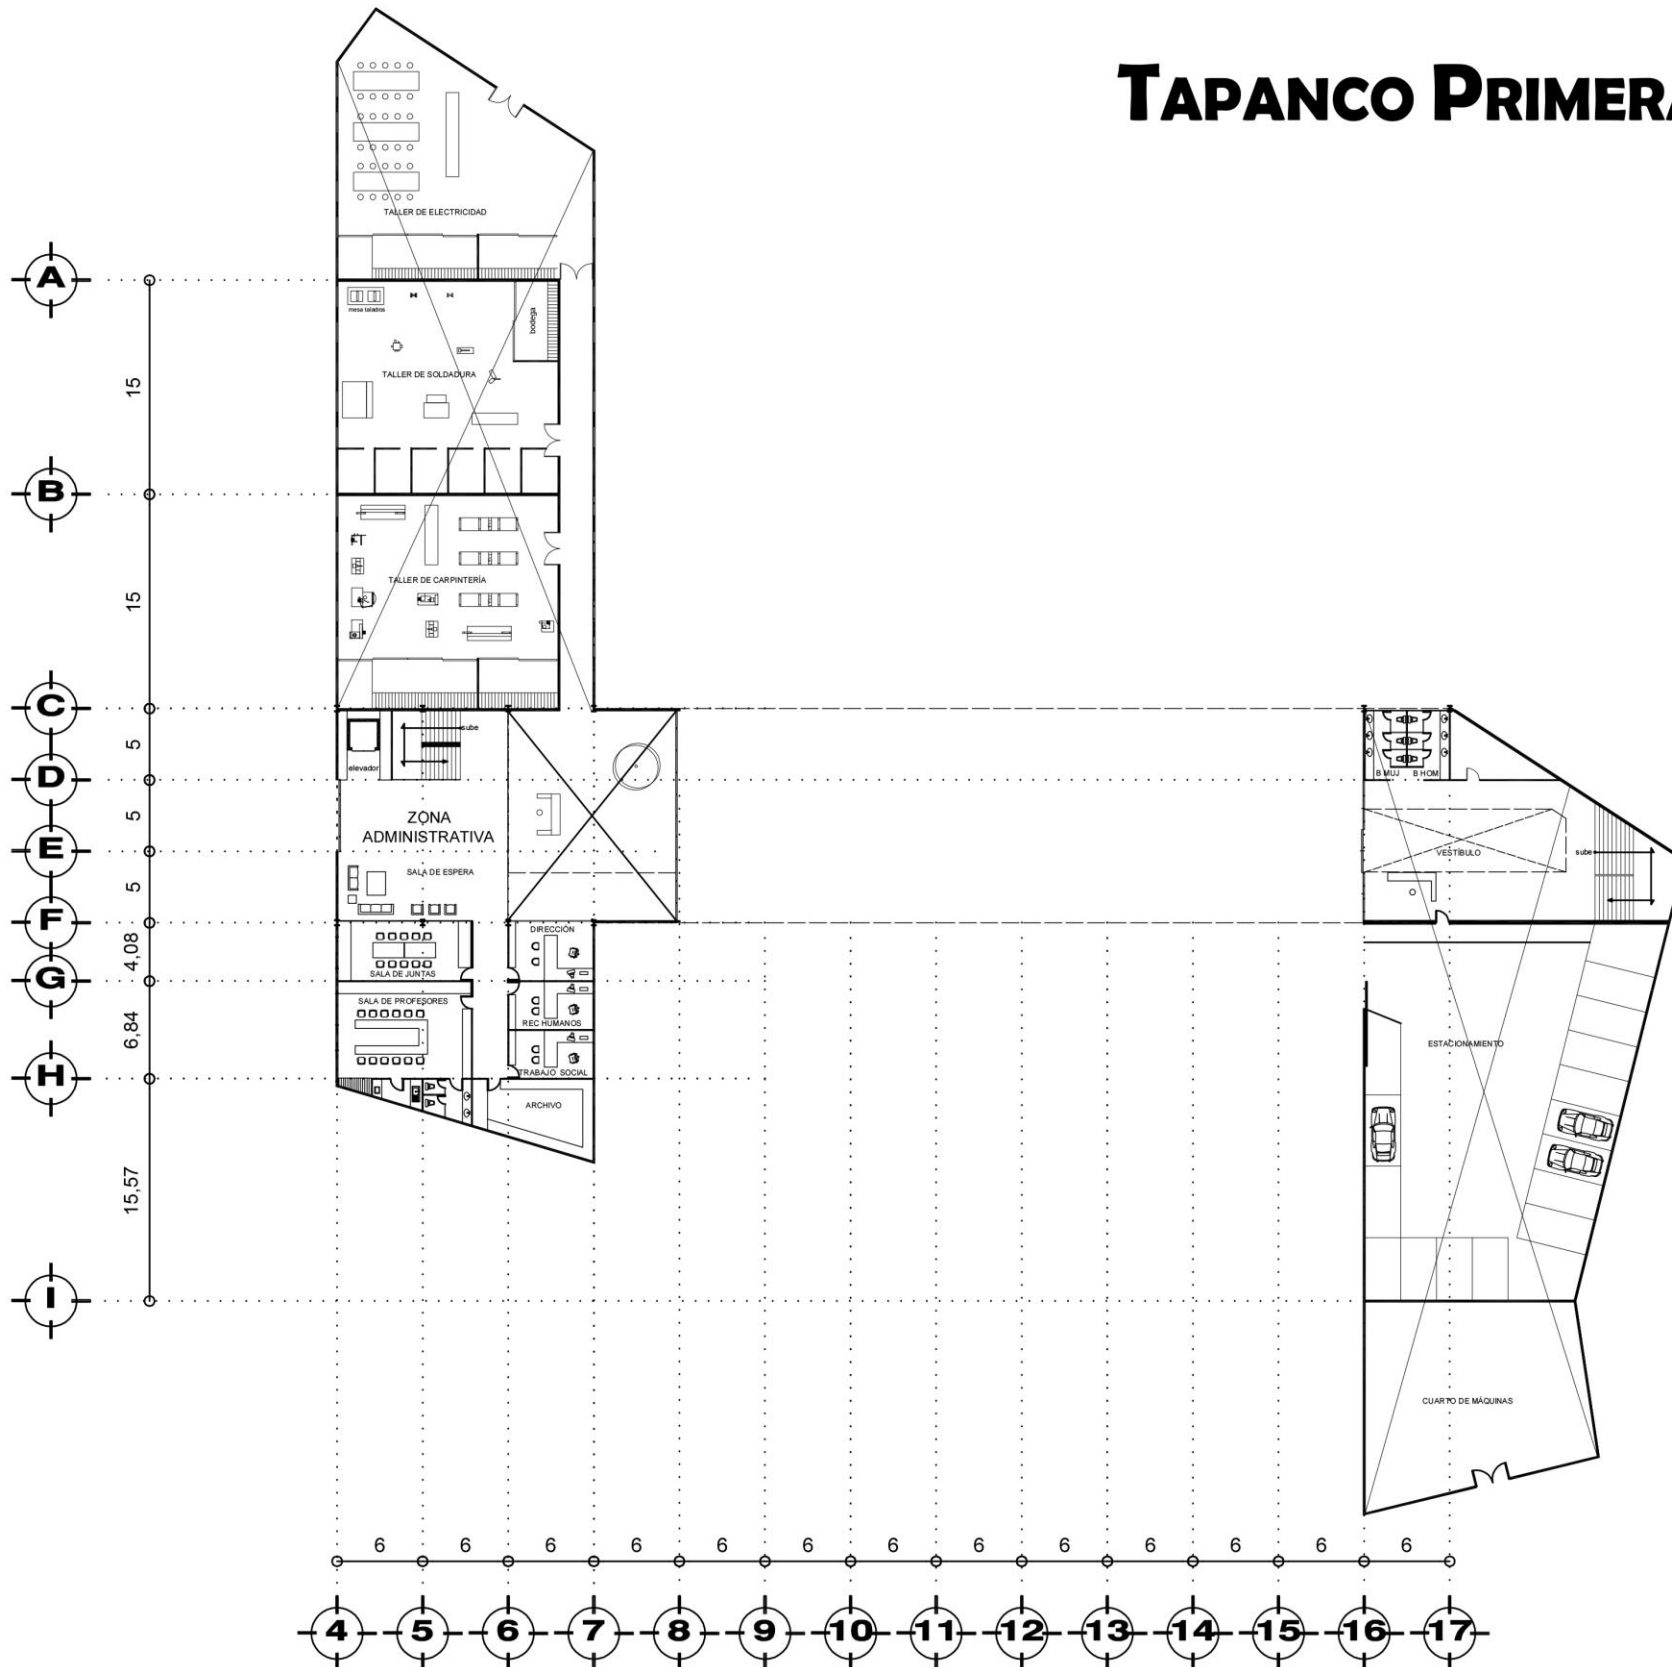 TAPANCO PRIMERA
TALLER DE ELECTRICIDAD
A
mesa taladros
bodega
15
TALLER DE SOLDADURA
B
15
TALLER DE CARPINTERÍA
C
sube
5
elevador
B MUJ
B HOM
D
5
ZONA
ADMINISTRATIVA
E
VESTÍBULO
sube
SALA DE ESPERA
5
F
DIRECCIÓN
4,08
SALA DE JUNTAS
G
SALA DE PROFESORES
REC HUMANOS
6,84
ESTACIONAMIENTO
TRABAJO SOCIAL
H
ARCHIVO
15,57
I
CUARTO DE MÁQUINAS
6 6 6 6 6 6 6 6 6 6 6 6 6
4 5 6 7 8 9 10 11 12 13 14 15 16 17